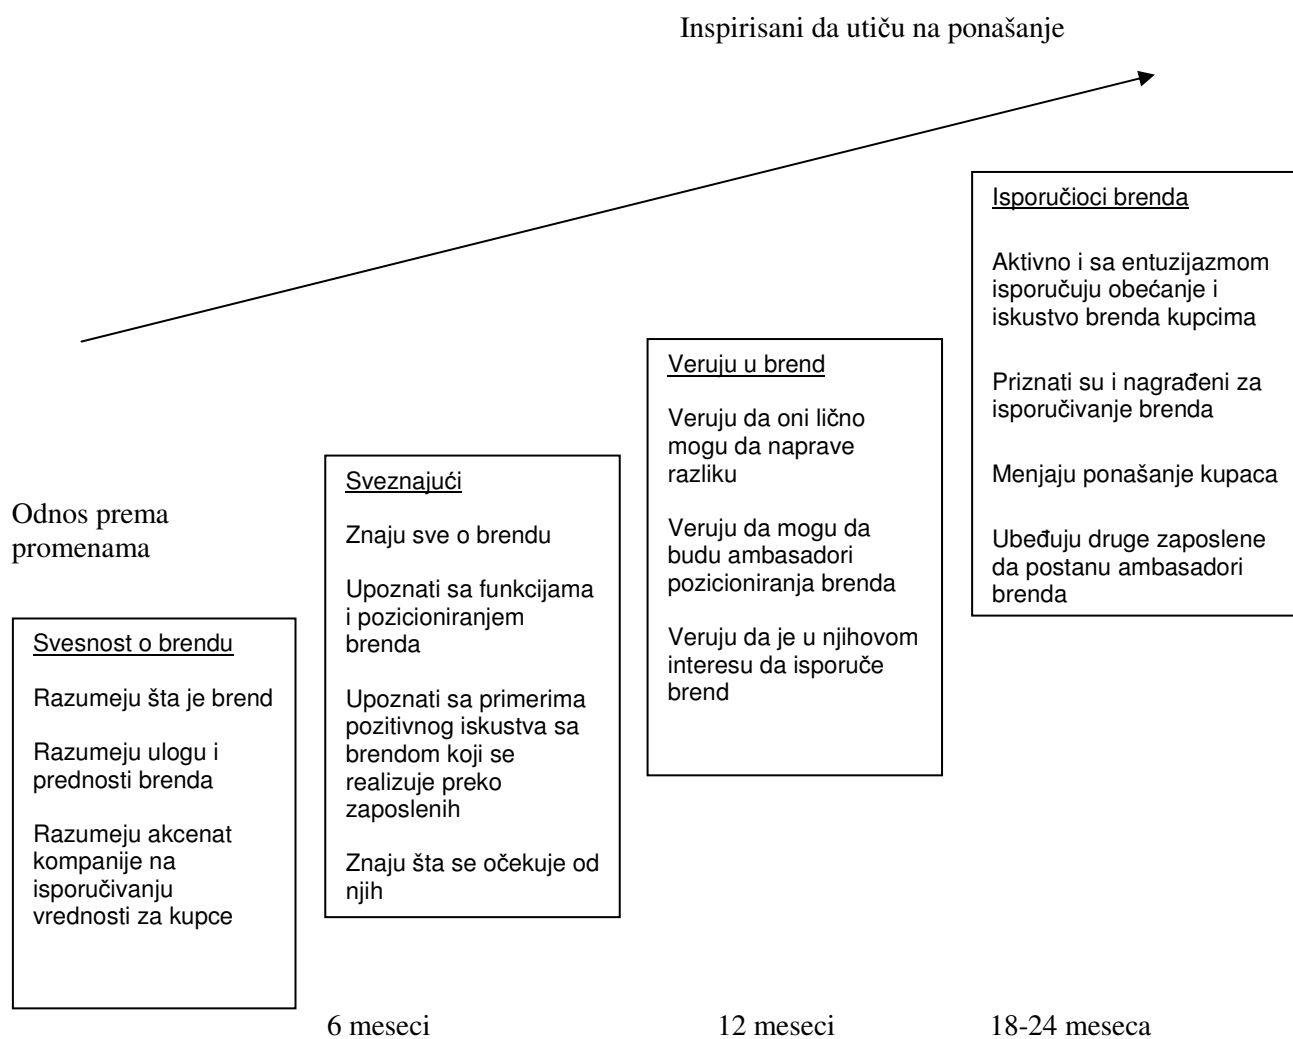 Inspirisani da utiču na ponašanje
Odnos prema
promenama
Svesnost o brendu
Razumeju šta je brend
Razumeju ulogu i
prednosti brenda
Razumeju akcenat
kompanije na
isporučivanju
vrednosti za kupce
Sveznajući
Znaju sve o brendu
Upoznati sa funkcijama
i pozicioniranjem
brenda
Upoznati sa primerima
pozitivnog iskustva sa
brendom koji se
realizuje preko
zaposlenih
Znaju šta se očekuje od
njih
Veruju u brend
Veruju da oni lično
mogu da naprave
razliku
Veruju da mogu da
budu ambasadori
pozicioniranja brenda
Veruju da je u njihovom
interesu da isporuče
brend
Isporučioci brenda
Aktivno i sa entuzijazmom
isporučuju obećanje i
iskustvo brenda kupcima
Priznati su i nagrađeni za
isporučivanje brenda
Menjaju ponašanje kupaca
Ubeđuju druge zaposlene
da postanu ambasadori
brenda
6 meseci
12 meseci
18-24 meseca